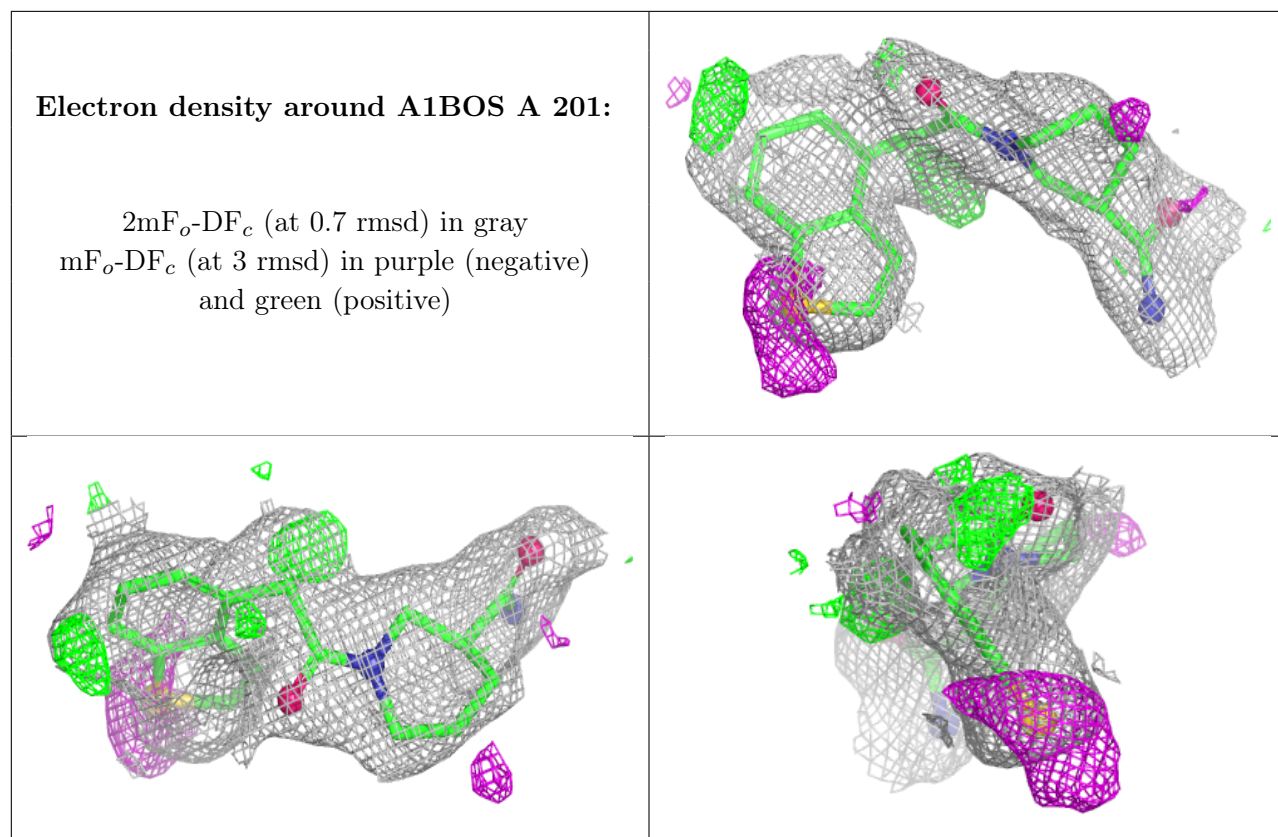 Electron density around A1BOS A 201:
2mFₒ-DF𝒸 (at 0.7 rmsd) in gray
mFₒ-DF𝒸 (at 3 rmsd) in purple (negative)
and green (positive)